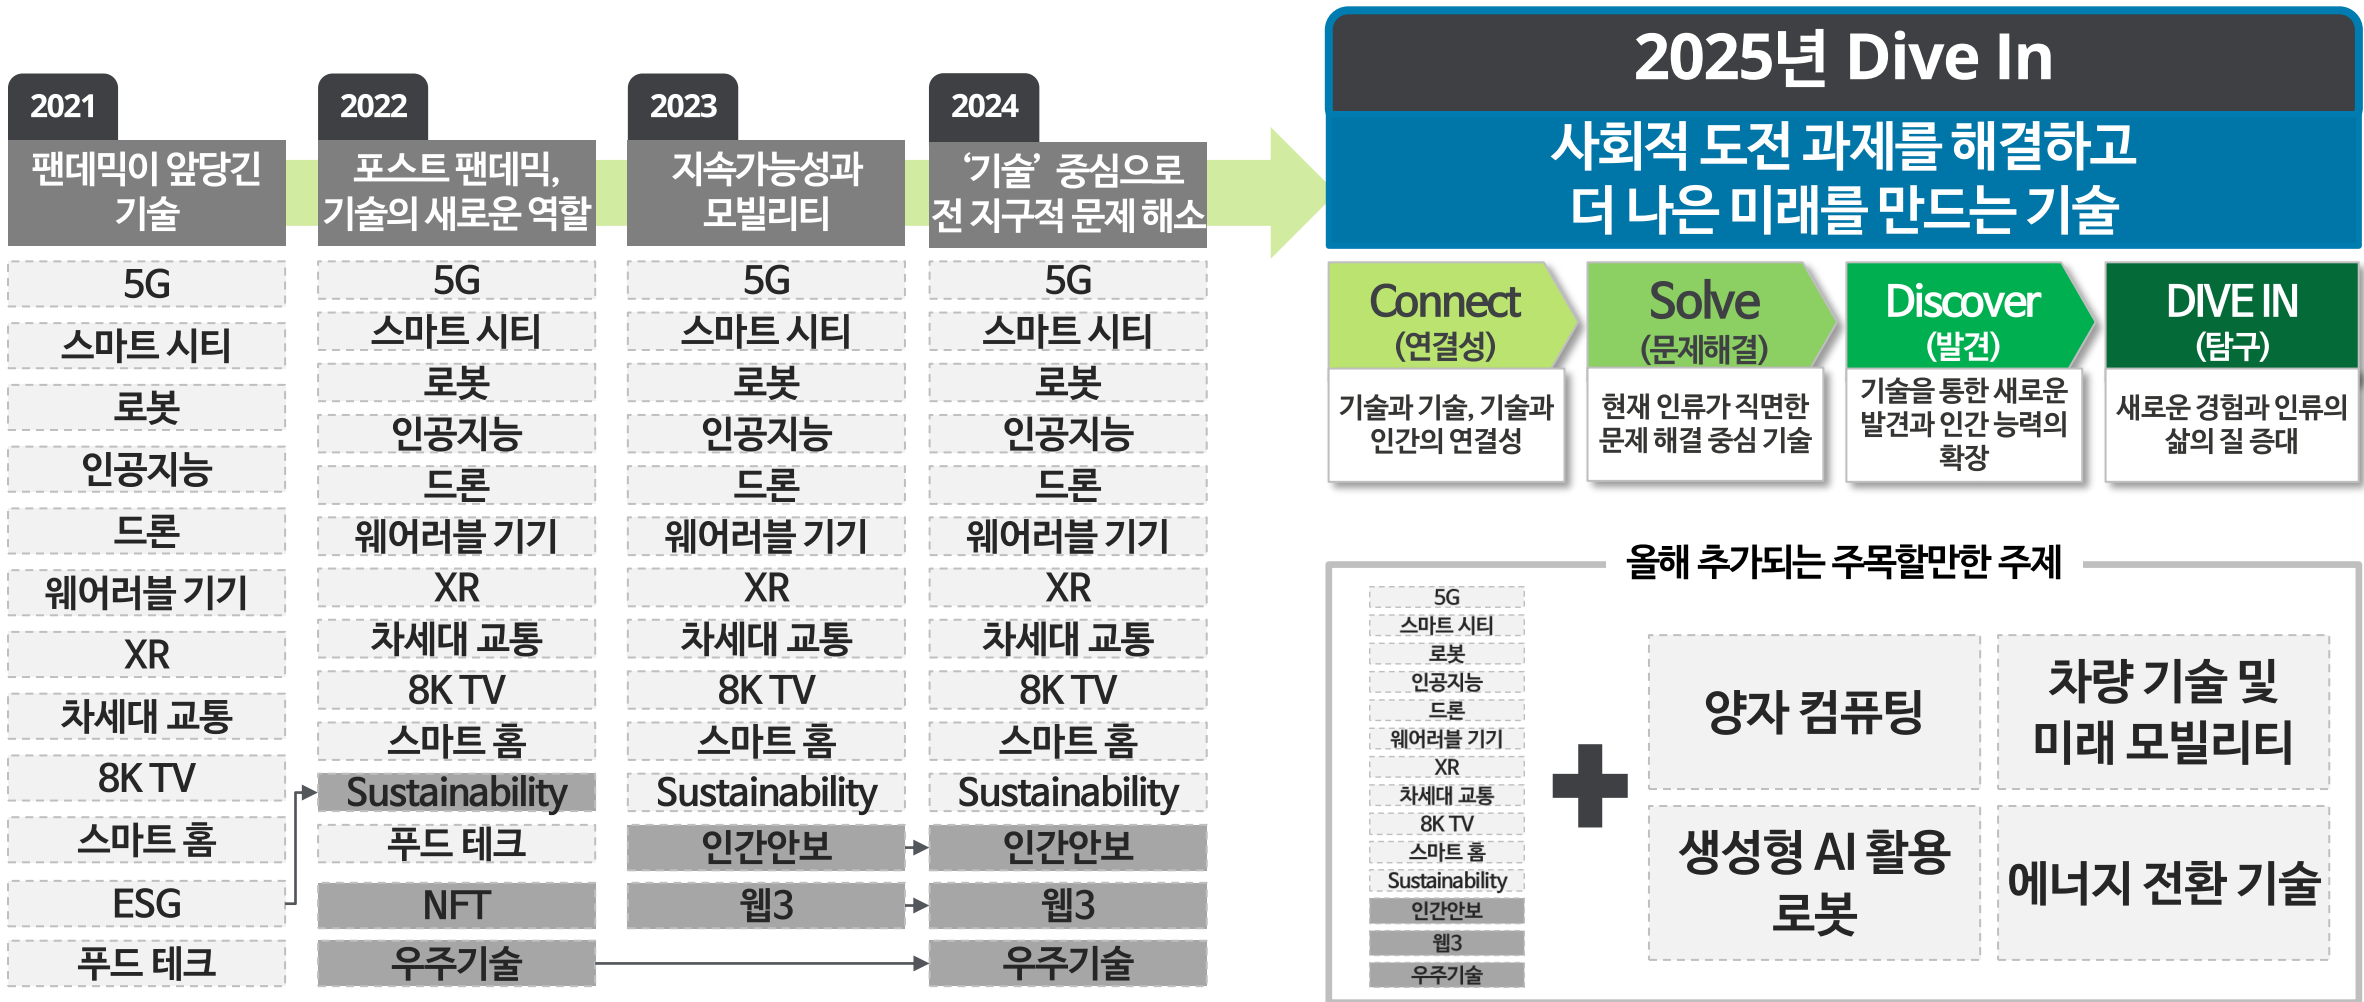 2021
팬데믹이 앞당긴
기술
5G
스마트 시티
로봇
인공지능
드론
웨어러블 기기
XR
차세대 교통
8K TV
스마트 홈
ESG
푸드 테크
2022
포스트 팬데믹,
기술의 새로운 역할
5G
스마트 시티
로봇
인공지능
드론
웨어러블 기기
XR
차세대 교통
8K TV
스마트 홈
Sustainability
푸드 테크
NFT
우주기술
2023
지속가능성과
모빌리티
5G
스마트 시티
로봇
인공지능
드론
웨어러블 기기
XR
차세대 교통
8K TV
스마트 홈
Sustainability
인간안보
웹3
2024
‘기술’ 중심으로
전 지구적 문제 해소
5G
스마트 시티
로봇
인공지능
드론
웨어러블 기기
XR
차세대 교통
8K TV
스마트 홈
Sustainability
인간안보
웹3
우주기술
2025년 Dive In
사회적 도전 과제를 해결하고
더 나은 미래를 만드는 기술
Connect
(연결성)
기술과 기술, 기술과
인간의 연결성
Solve
(문제해결)
현재 인류가 직면한
문제 해결 중심 기술
Discover
(발견)
기술을 통한 새로운
발견과 인간 능력의
확장
DIVE IN
(탐구)
새로운 경험과 인류의
삶의 질 증대
올해 추가되는 주목할만한 주제
5G
스마트 시티
로봇
인공지능
드론
웨어러블 기기
XR
차세대 교통
8K TV
스마트 홈
Sustainability
인간안보
웹3
우주기술
양자 컴퓨팅
차량 기술 및
미래 모빌리티
생성형 AI 활용
로봇
에너지 전환 기술